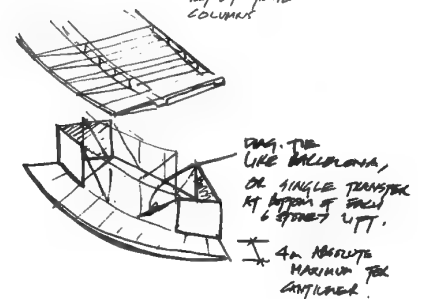 COLUMNS
DIAG. TIE
LIKE BARCELONA,
OR SINGLE TRANSFER
AT BOTTOM OF EACH
6 STOREY LIFT.
4m ABSOLUTE
MAXIMUM FOR
CANTILEVER.